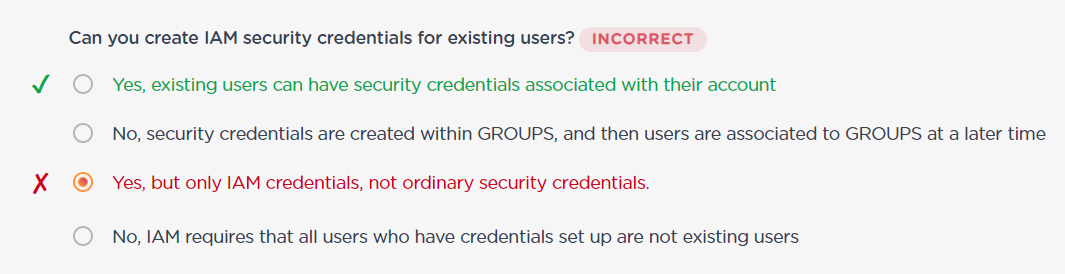 Can you create IAM security credentials for existing users? INCORRECT
Yes, existing users can have security credentials associated with their account
No, security credentials are created within GROUPS, and then users are associated to GROUPS at a later time
Yes, but only IAM credentials, not ordinary security credentials.
No, IAM requires that all users who have credentials set up are not existing users